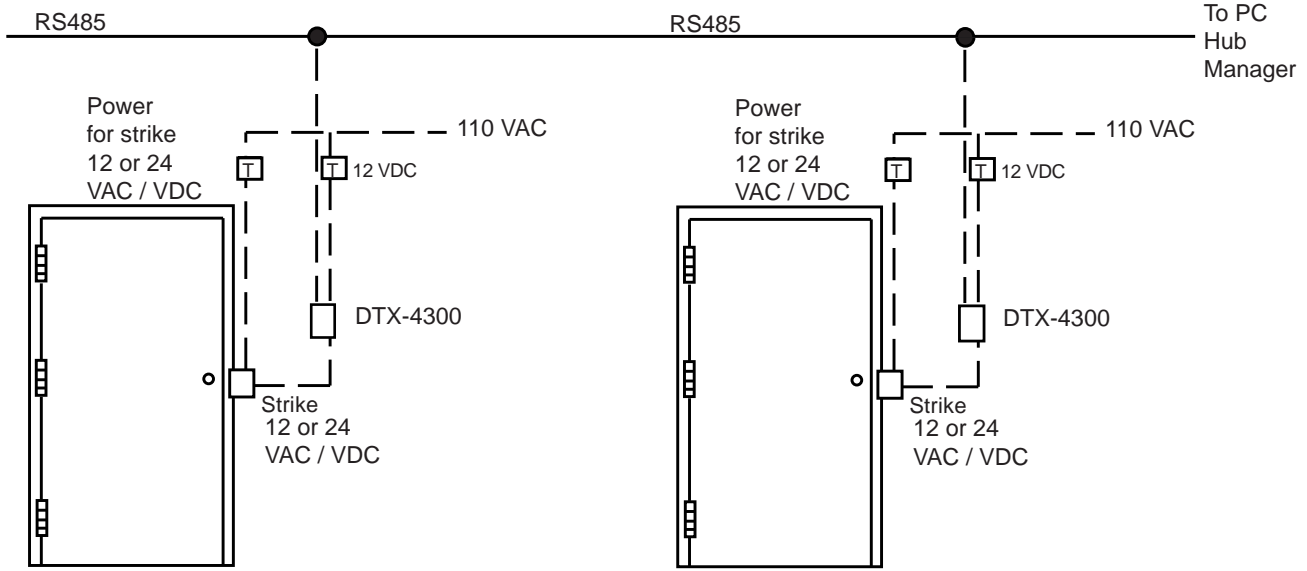 RS485
RS485
To PC
Hub
Manager
Power
for strike
12 or 24
VAC / VDC
110 VAC
T
T
12 VDC
DTX-4300
Strike
12 or 24
VAC / VDC
Power
for strike
12 or 24
VAC / VDC
110 VAC
T
T
12 VDC
DTX-4300
Strike
12 or 24
VAC / VDC